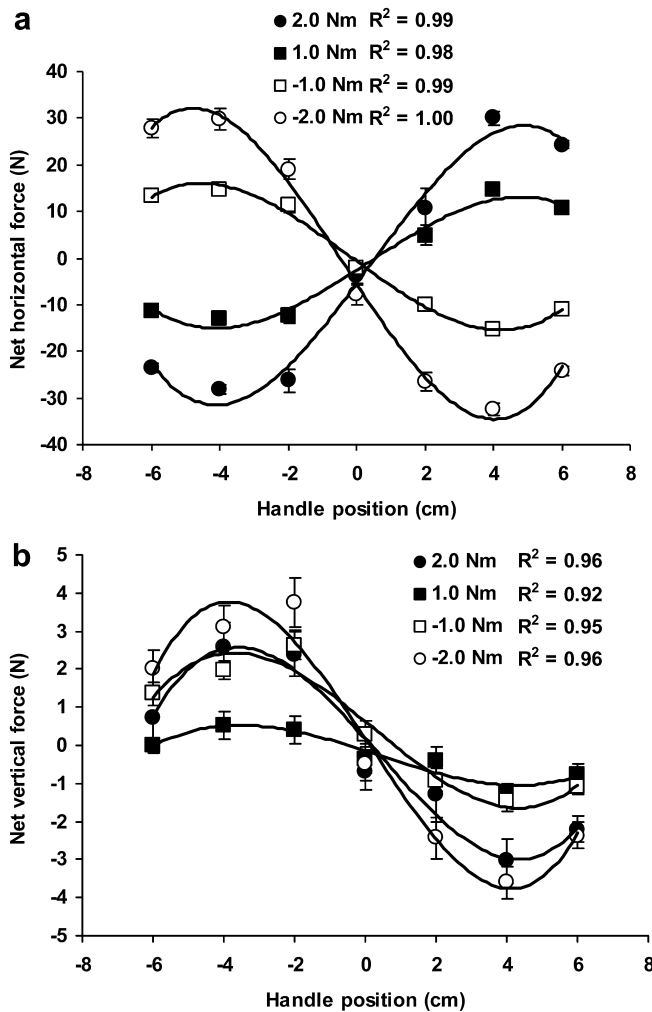 a
2.0 Nm R² = 0.99
1.0 Nm R² = 0.98
-1.0 Nm R² = 0.99
-2.0 Nm R² = 1.00
Net horizontal force (N)
40
30
20
10
0
-10
-20
-30
-40
-8 -6 -4 -2 0 2 4 6 8
Handle position (cm)
b
2.0 Nm R² = 0.96
1.0 Nm R² = 0.92
-1.0 Nm R² = 0.95
-2.0 Nm R² = 0.96
Net vertical force (N)
5
4
3
2
1
0
-1
-2
-3
-4
-5
-8 -6 -4 -2 0 2 4 6 8
Handle position (cm)